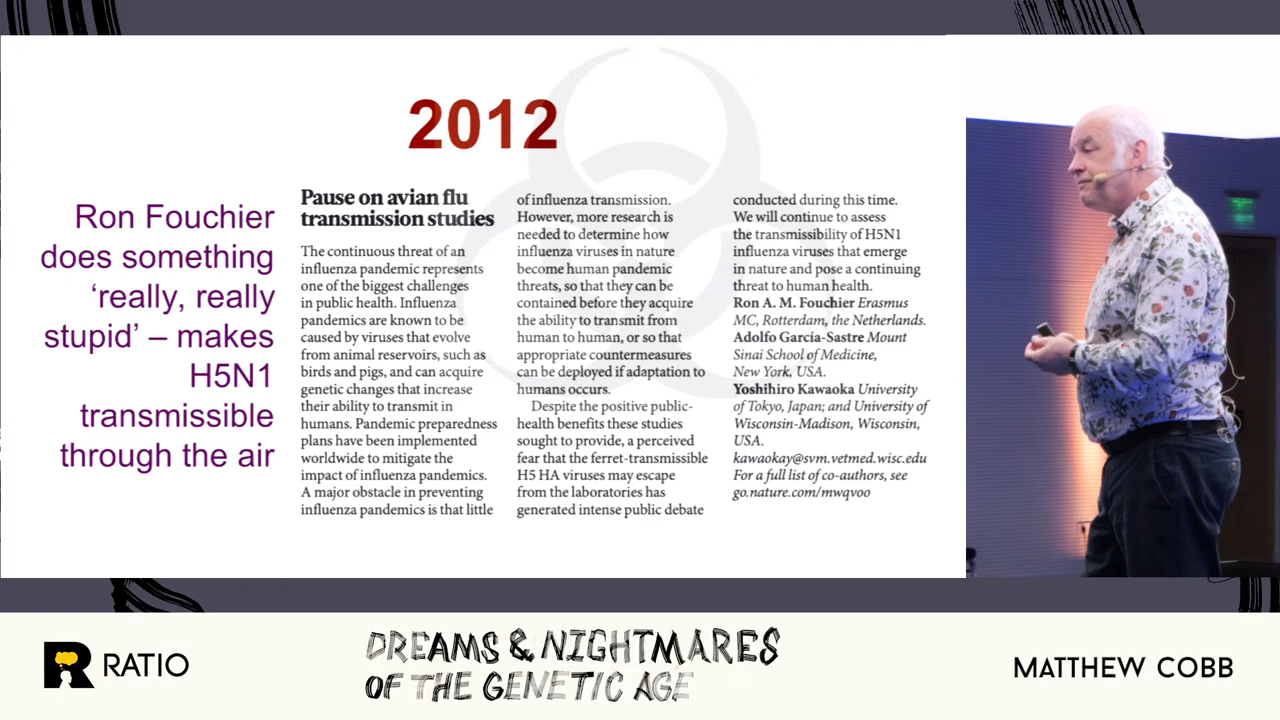 2012
Ron Fouchier
does something
‘really, really
stupid’ – makes
H5N1
transmissible
through the air
Pause on avian flu
transmission studies
The continuous threat of an
influenza pandemic represents
one of the biggest challenges
in public health. Influenza
pandemics are known to be
caused by viruses that evolve
from animal reservoirs, such as
birds and pigs, and can acquire
genetic changes that increase
their ability to transmit in
humans. Pandemic preparedness
plans have been implemented
worldwide to mitigate the
impact of influenza pandemics.
A major obstacle in preventing
influenza pandemics is that little
of influenza transmission.
However, more research is
needed to determine how
influenza viruses in nature
become human pandemic
threats, so that they can be
contained before they acquire
the ability to transmit from
human to human, or so that
appropriate countermeasures
can be deployed if adaptation to
humans occurs.
Despite the positive public-
health benefits these studies
sought to provide, a perceived
fear that the ferret-transmissible
H5 HA viruses may escape
from the laboratories has
generated intense public debate
conducted during this time.
We will continue to assess
the transmissibility of H5N1
influenza viruses that emerge
in nature and pose a continuing
threat to human health.
Ron A. M. Fouchier Erasmus
MC, Rotterdam, the Netherlands.
Adolfo García-Sastre Mount
Sinai School of Medicine,
New York, USA.
Yoshihiro Kawaoka University
of Tokyo, Japan; and University of
Wisconsin-Madison, Wisconsin,
USA.
kawaokay@svm.vetmed.wisc.edu
For a full list of co-authors, see
go.nature.com/mwqvoo
RATIO
DREAMS & NIGHTMARES
OF THE GENETIC AGE
MATTHEW COBB